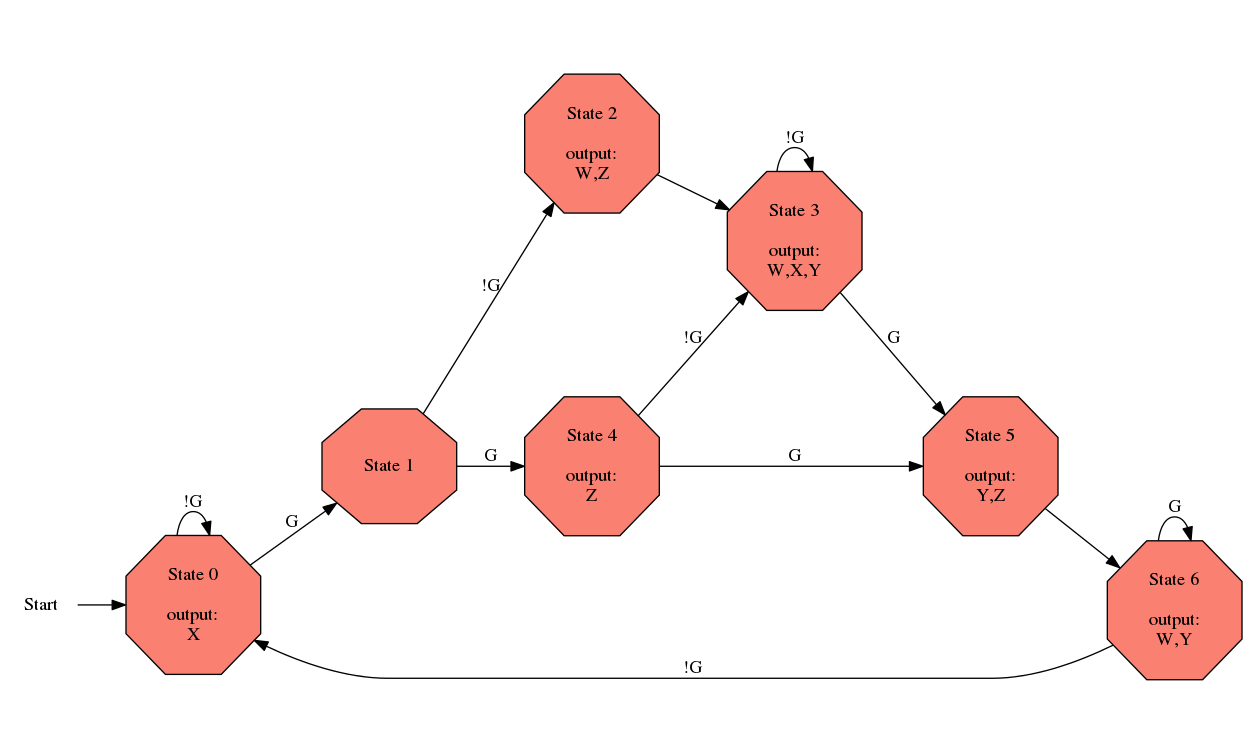 State 2
output:
W,Z
!G
State 3
output:
W,X,Y
!G
!G
G
State 1
G
State 4
output:
Z
G
State 5
output:
Y,Z
!G
G
G
Start
State 0
output:
X
State 6
output:
W,Y
!G